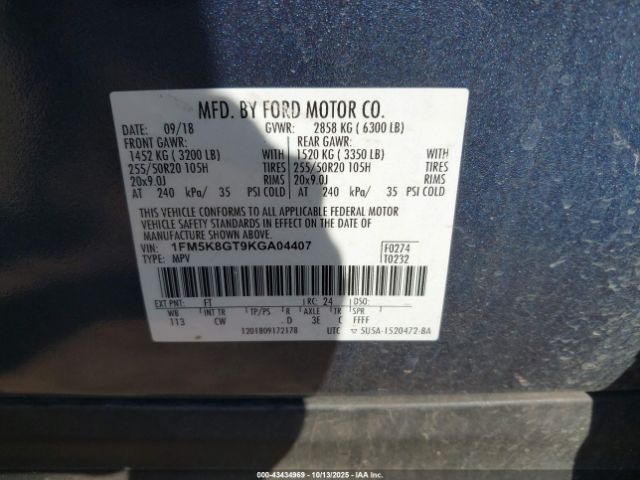 MFD. BY FORD MOTOR CO.
DATE: 09/18 GVWR: 2858 KG ( 6300 LB)
FRONT GAWR: REAR GAWR:
1452 KG ( 3200 LB) WITH 1520 KG ( 3350 LB) WITH
255/50R20 105H TIRES 255/50R20 105H TIRES
20x9.0J RIMS 20x9.0J RIMS
AT 240 kPa/ 35 PSI COLD AT 240 kPa/ 35 PSI COLD
THIS VEHICLE CONFORMS TO ALL APPLICABLE FEDERAL MOTOR
VEHICLE SAFETY STANDARDS IN EFFECT ON THE DATE OF
MANUFACTURE SHOWN ABOVE.
VIN: 1FM5K8GT9KGA04407 F0274
TYPE: MPV T0232
EXT PNT: FT RC: 24 DSO:
WB INT TR TP/PS R AXLE TR SPR
113 CW D 3E C FFFF
1201809172178 UTC ▽ 5U5A-1520472-BA
000-43434969 | 10/13/2025 | IAA Inc.